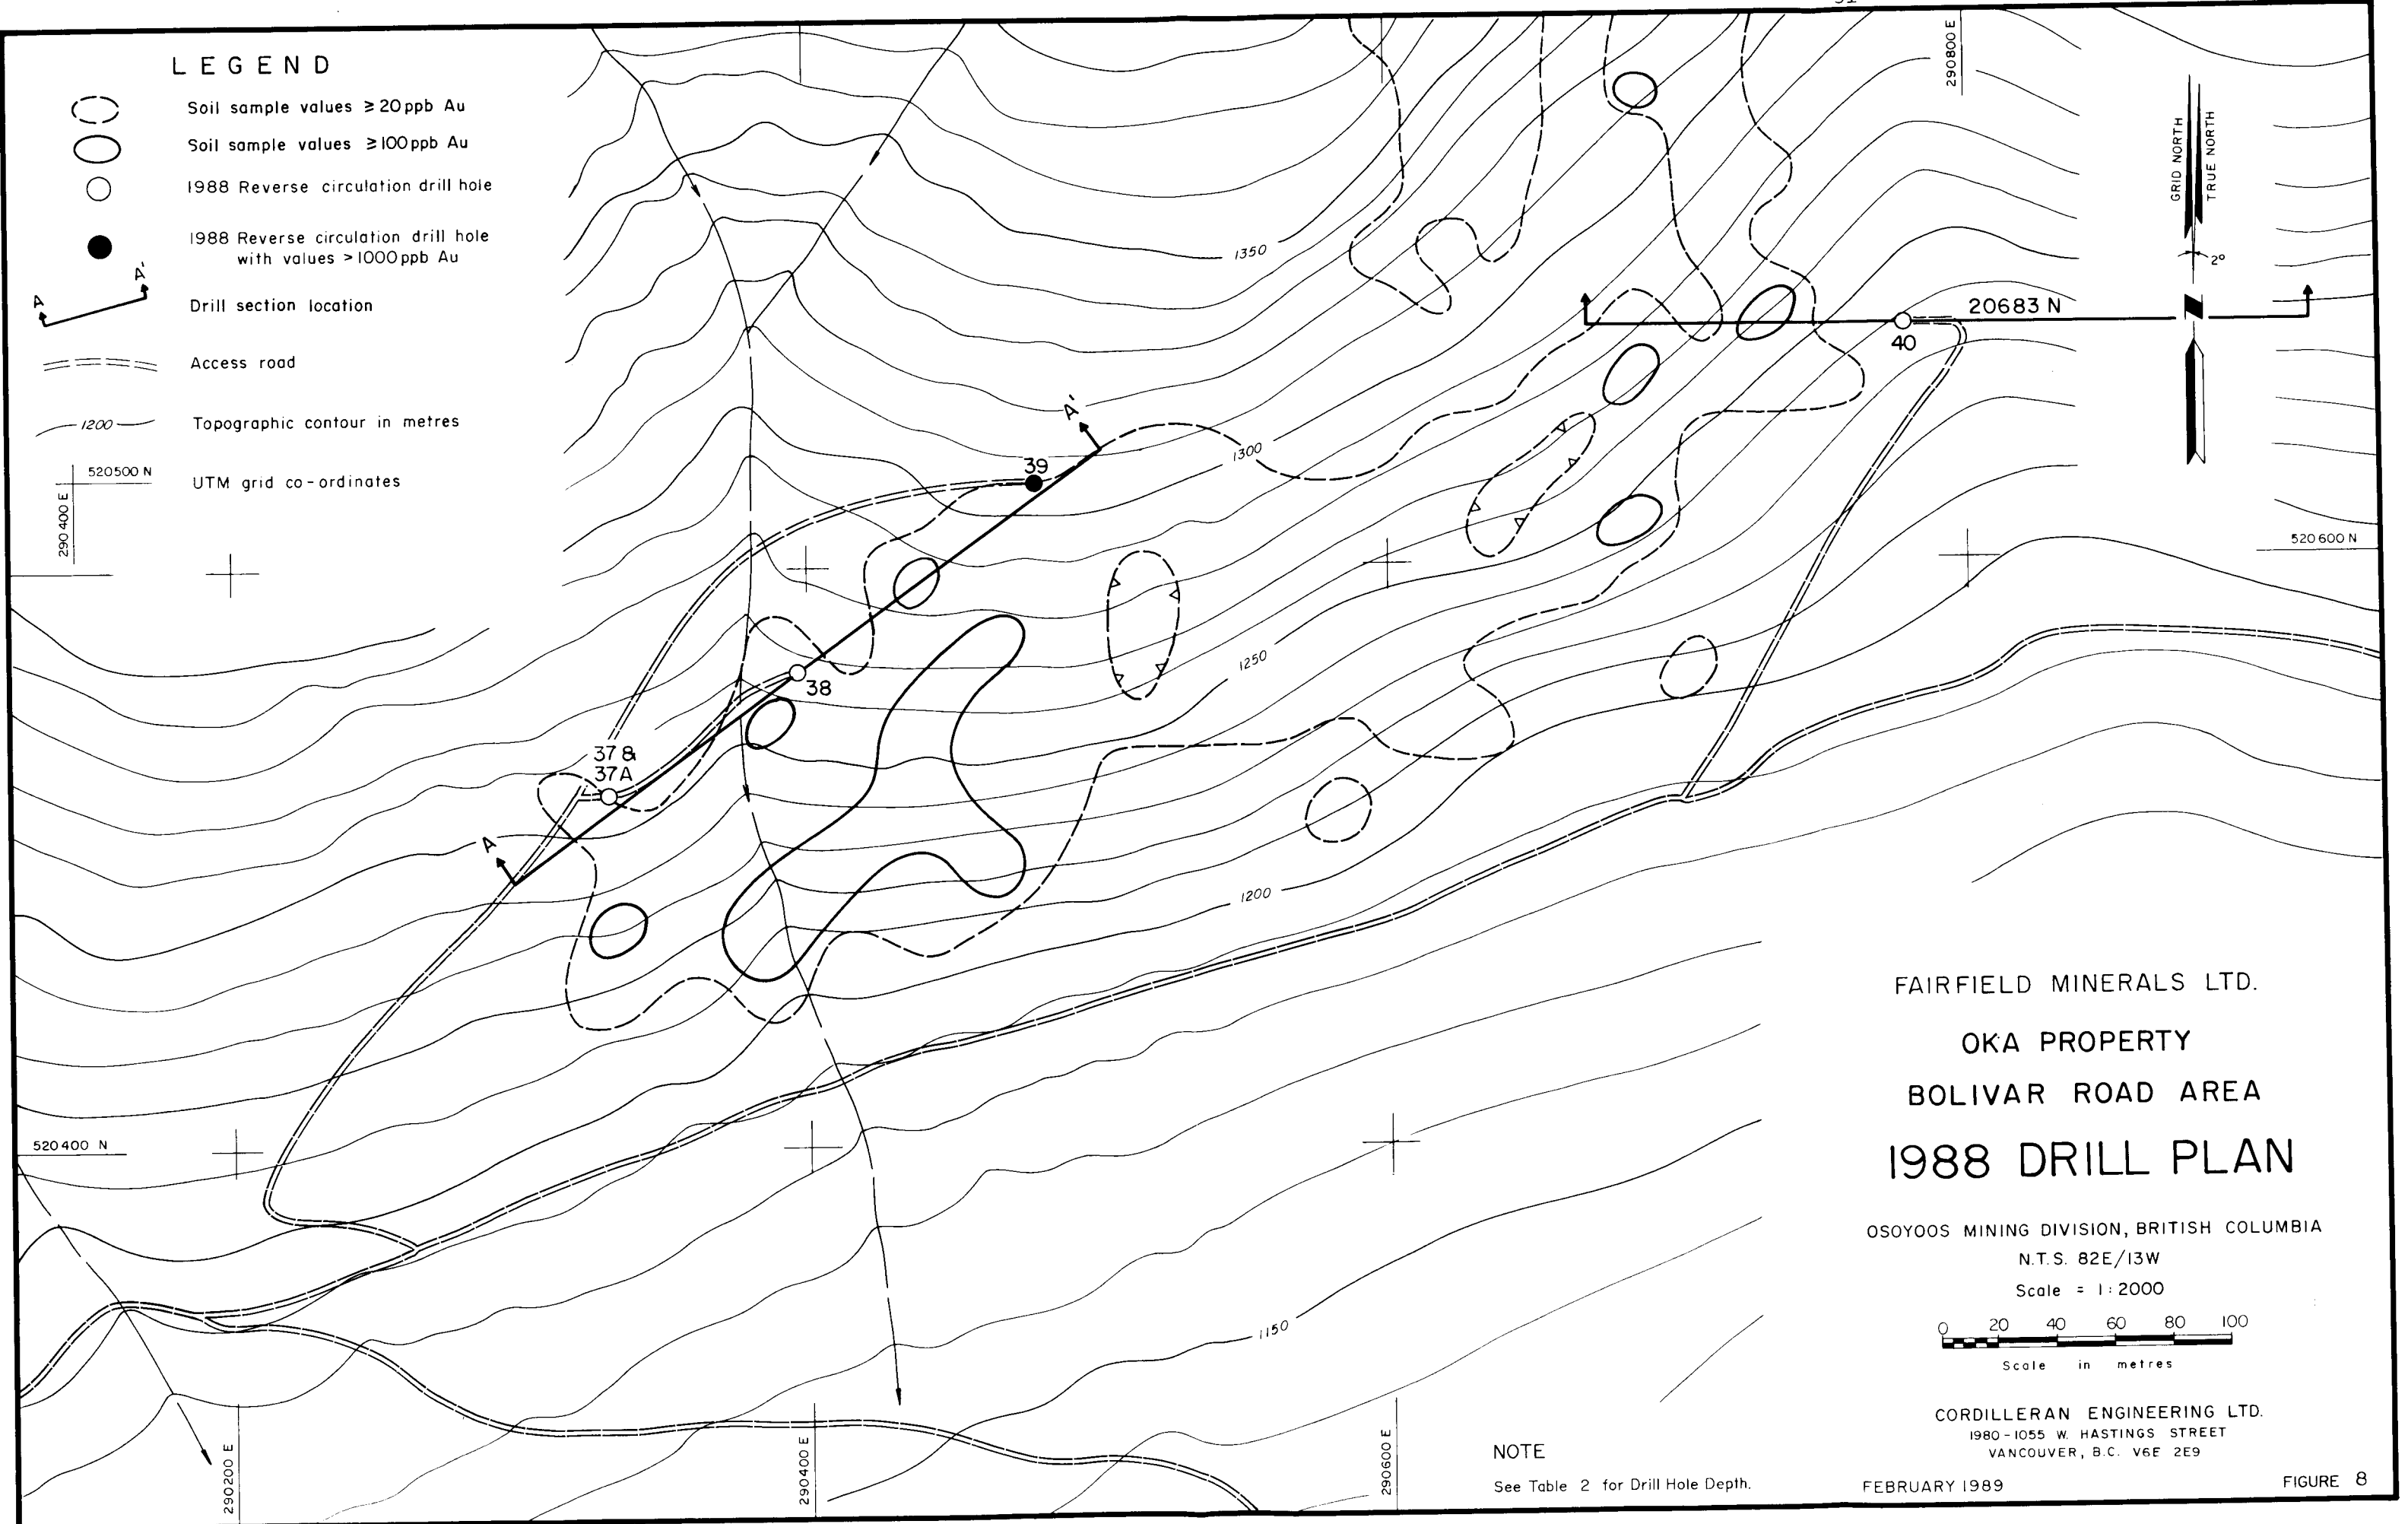 LEGEND
Soil sample values ≥ 20 ppb Au
Soil sample values ≥ 100 ppb Au
1988 Reverse circulation drill hole
1988 Reverse circulation drill hole
with values > 1000 ppb Au
A
A'
Drill section location
Access road
1200
Topographic contour in metres
520500 N
290400 E
UTM grid co-ordinates
290800 E
GRID NORTH
TRUE NORTH
2°
N
1350
20683 N
40
A'
39
1300
520600 N
38
1250
37 &
37A
A
1200
520400 N
1150
290200 E
290400 E
290600 E
NOTE
See Table 2 for Drill Hole Depth.
FAIRFIELD MINERALS LTD.
OKA PROPERTY
BOLIVAR ROAD AREA
1988 DRILL PLAN
OSOYOOS MINING DIVISION, BRITISH COLUMBIA
N.T.S. 82E/13W
Scale = 1:2000
0 20 40 60 80 100
Scale in metres
CORDILLERAN ENGINEERING LTD.
1980-1055 W. HASTINGS STREET
VANCOUVER, B.C. V6E 2E9
FEBRUARY 1989
FIGURE 8